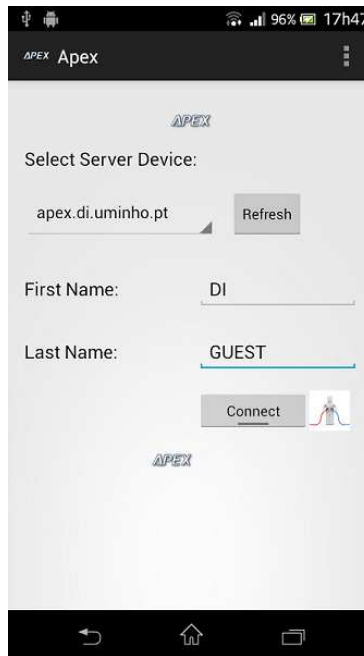 96% 17h47
APEX Apex
APEX
Select Server Device:
apex.di.uminho.pt Refresh
First Name: DI
Last Name: GUEST
Connect
APEX